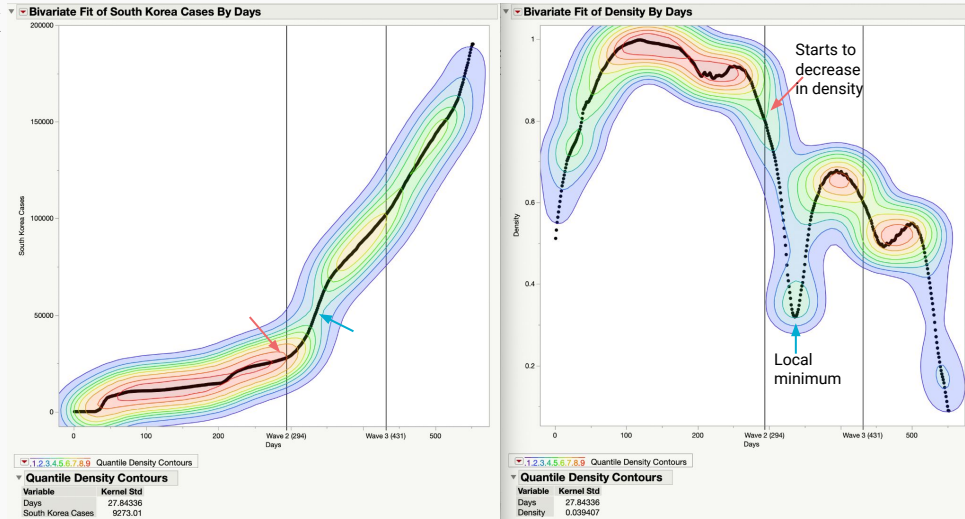 Bivariate Fit of South Korea Cases By Days
200000
150000
100000
50000
0
South Korea Cases
0 100 200 Wave 2 (294) Wave 3 (431) 500
Days
.1.2.3.4.5.6.7.8.9 Quantile Density Contours
Quantile Density Contours
Variable Kernel Std
Days 27.84336
South Korea Cases 9273.01
Bivariate Fit of Density By Days
1
0.8
0.6
0.4
0.2
Density
Starts to
decrease
in density
Local
minimum
0 100 200 Wave 2 (294) Wave 3 (431) 500
Days
.1.2.3.4.5.6.7.8.9 Quantile Density Contours
Quantile Density Contours
Variable Kernel Std
Days 27.84336
Density 0.039407